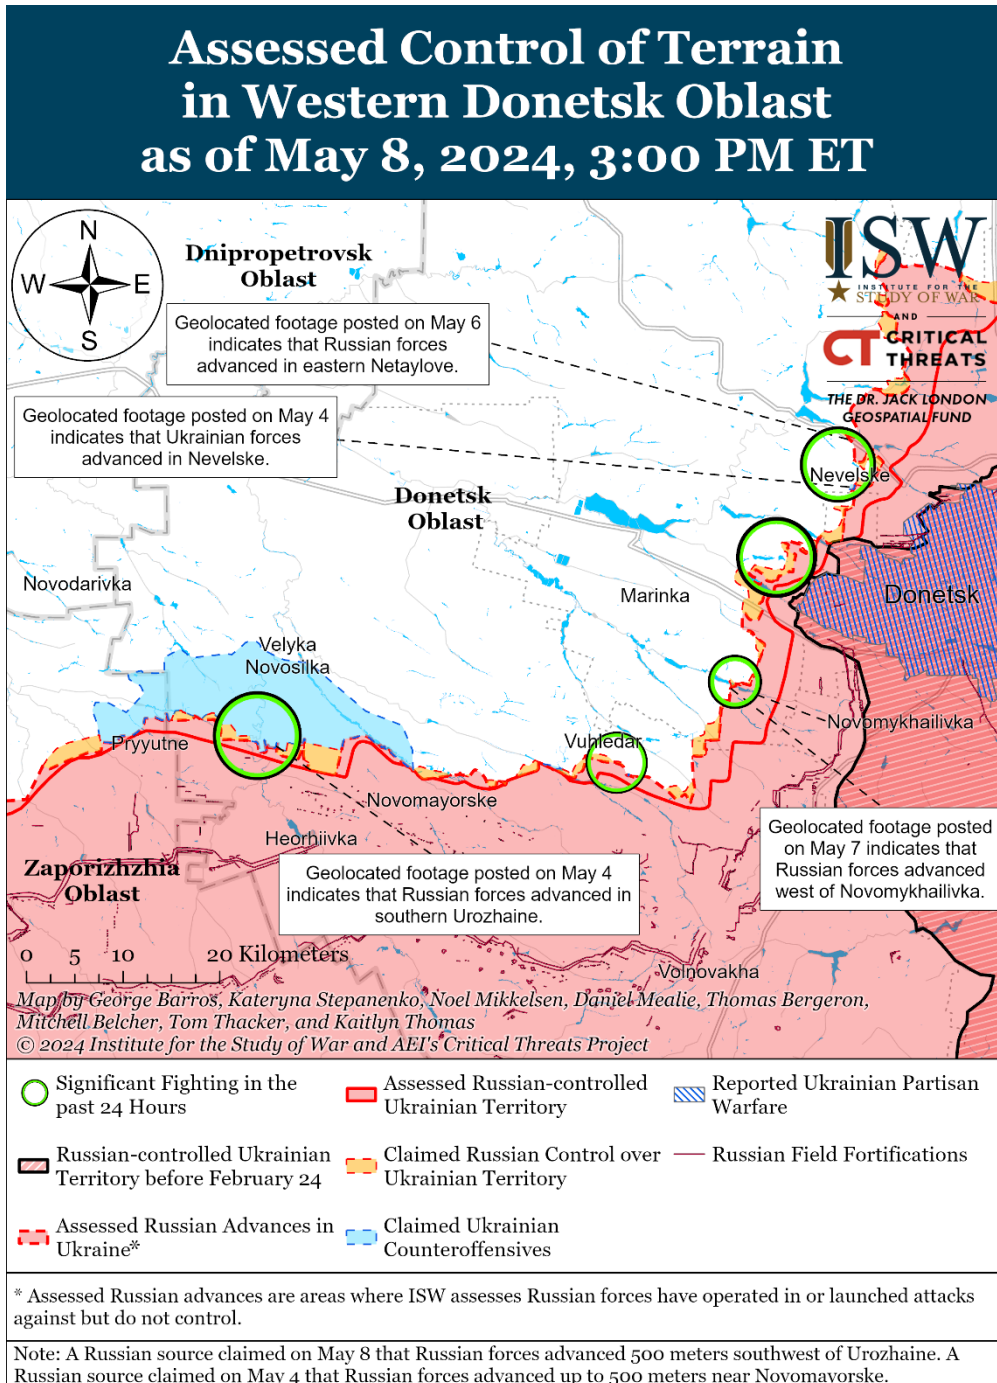 Assessed Control of Terrain
in Western Donetsk Oblast
as of May 8, 2024, 3:00 PM ET
N
W E
S
Dnipropetrovsk
Oblast
ISW
INSTITUTE FOR THE
STUDY OF WAR
AND
CT CRITICAL
THREATS
THE DR. JACK LONDON
GEOSPATIAL FUND
Geolocated footage posted on May 6
indicates that Russian forces
advanced in eastern Netaylove.
Geolocated footage posted on May 4
indicates that Ukrainian forces
advanced in Nevelske.
Nevelske
Donetsk
Oblast
Novodarivka
Marinka
Donetsk
Velyka
Novosilka
Novomykhailivka
Pryyutne
Vuhledar
Novomayorske
Heorhiivka
Geolocated footage posted
on May 7 indicates that
Russian forces advanced
west of Novomykhailivka.
Zaporizhzhia
Oblast
Geolocated footage posted on May 4
indicates that Russian forces advanced in
southern Urozhaine.
0 5 10 20 Kilometers
Volnovakha
Map by George Barros, Kateryna Stepanenko, Noel Mikkelsen, Daniel Mealie, Thomas Bergeron,
Mitchell Belcher, Tom Thacker, and Kaitlyn Thomas
© 2024 Institute for the Study of War and AEI's Critical Threats Project
Significant Fighting in the
past 24 Hours
Assessed Russian-controlled
Ukrainian Territory
Reported Ukrainian Partisan
Warfare
Russian-controlled Ukrainian
Territory before February 24
Claimed Russian Control over
Ukrainian Territory
Russian Field Fortifications
Assessed Russian Advances in
Ukraine*
Claimed Ukrainian
Counteroffensives
* Assessed Russian advances are areas where ISW assesses Russian forces have operated in or launched attacks
against but do not control.
Note: A Russian source claimed on May 8 that Russian forces advanced 500 meters southwest of Urozhaine. A
Russian source claimed on May 4 that Russian forces advanced up to 500 meters near Novomayorske.